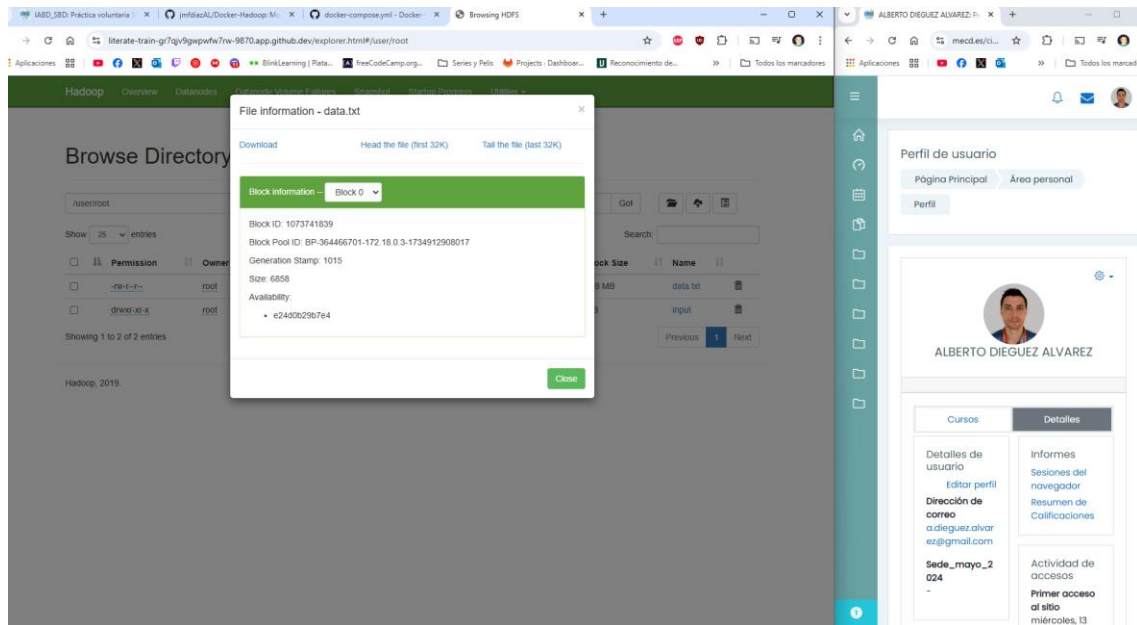 IABD_SBD: Práctica voluntaria
jmfdiazAL/Docker-Hadoop: M
docker-compose.yml - Docker-
Browsing HDFS
literate-train-gr7qjv9gwpwfw7rw-9870.app.github.dev/explorer.html#/user/root
Aplicaciones
BlinkLearning | Plata...
freeCodeCamp.org...
Series y Pelis
Projects - Dashboar...
Reconocimiento de...
Todos los marcadores
Hadoop Overview Datanodes Datanode Volume Failures Snapshot Startup Progress Utilities
Browse Directory
/user/root
Go!
Show 25 entries
Search:
Permission Owner
ock Size Name
-rw-r--r-- root
MB data.txt
drwxr-xr-x root
input
Showing 1 to 2 of 2 entries
Previous 1 Next
Hadoop, 2019.
File information - data.txt
×
Download Head the file (first 32K) Tail the file (last 32K)
Block information -- Block 0
Block ID: 1073741839
Block Pool ID: BP-364466701-172.18.0.3-1734912908017
Generation Stamp: 1015
Size: 6858
Availability:
e24d0b29b7e4
Close
ALBERTO DIEGUEZ ALVAREZ:
mecd.es/ci...
Aplicaciones
Todos los marcad
Perfil de usuario
Página Principal Área personal
Perfil
ALBERTO DIEGUEZ ALVAREZ
Cursos Detalles
Detalles de
usuario
Editar perfil
Dirección de
correo
a.dieguez.alvar
ez@gmail.com
Sede_mayo_2
024
-
Informes
Sesiones del
navegador
Resumen de
Calificaciones
Actividad de
accesos
Primer acceso
al sitio
miércoles, 13